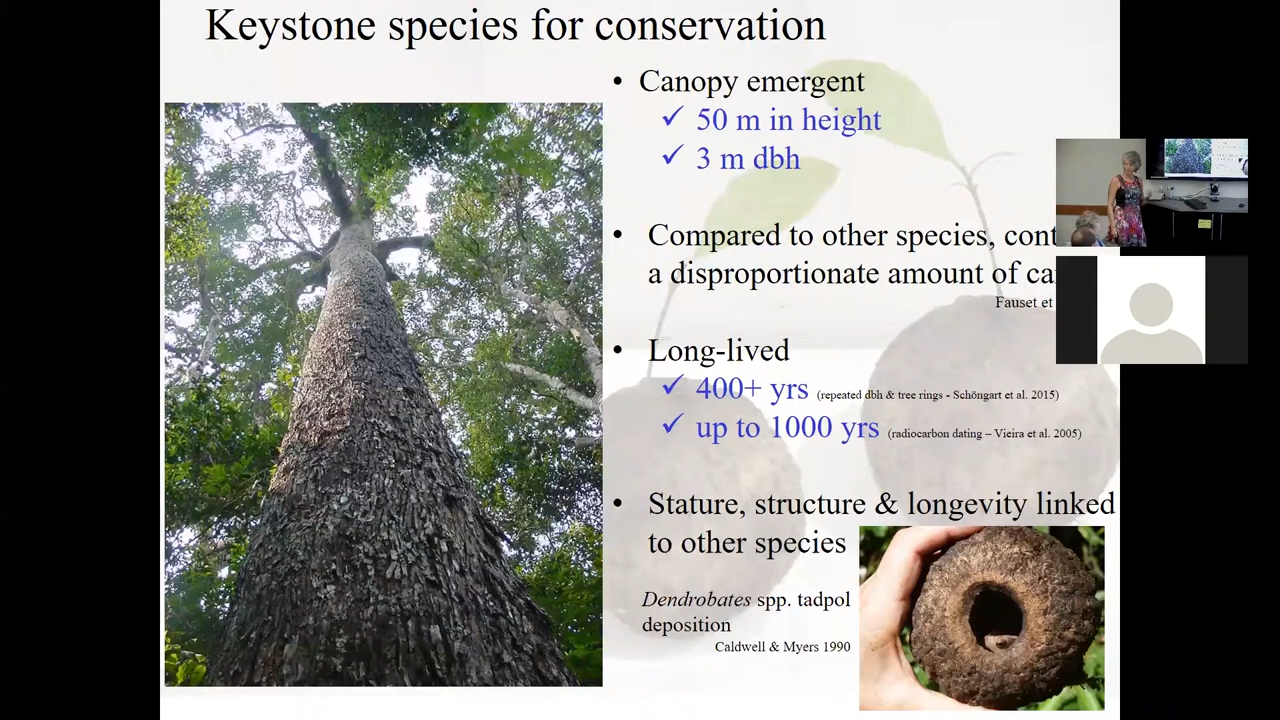 Keystone species for conservation
• Canopy emergent
✓ 50 m in height
✓ 3 m dbh
• Compared to other species, cont
a disproportionate amount of ca
Fauset et
• Long-lived
✓ 400+ yrs (repeated dbh & tree rings - Schöngart et al. 2015)
✓ up to 1000 yrs (radiocarbon dating – Vieira et al. 2005)
• Stature, structure & longevity linked
to other species
Dendrobates spp. tadpol
deposition
Caldwell & Myers 1990